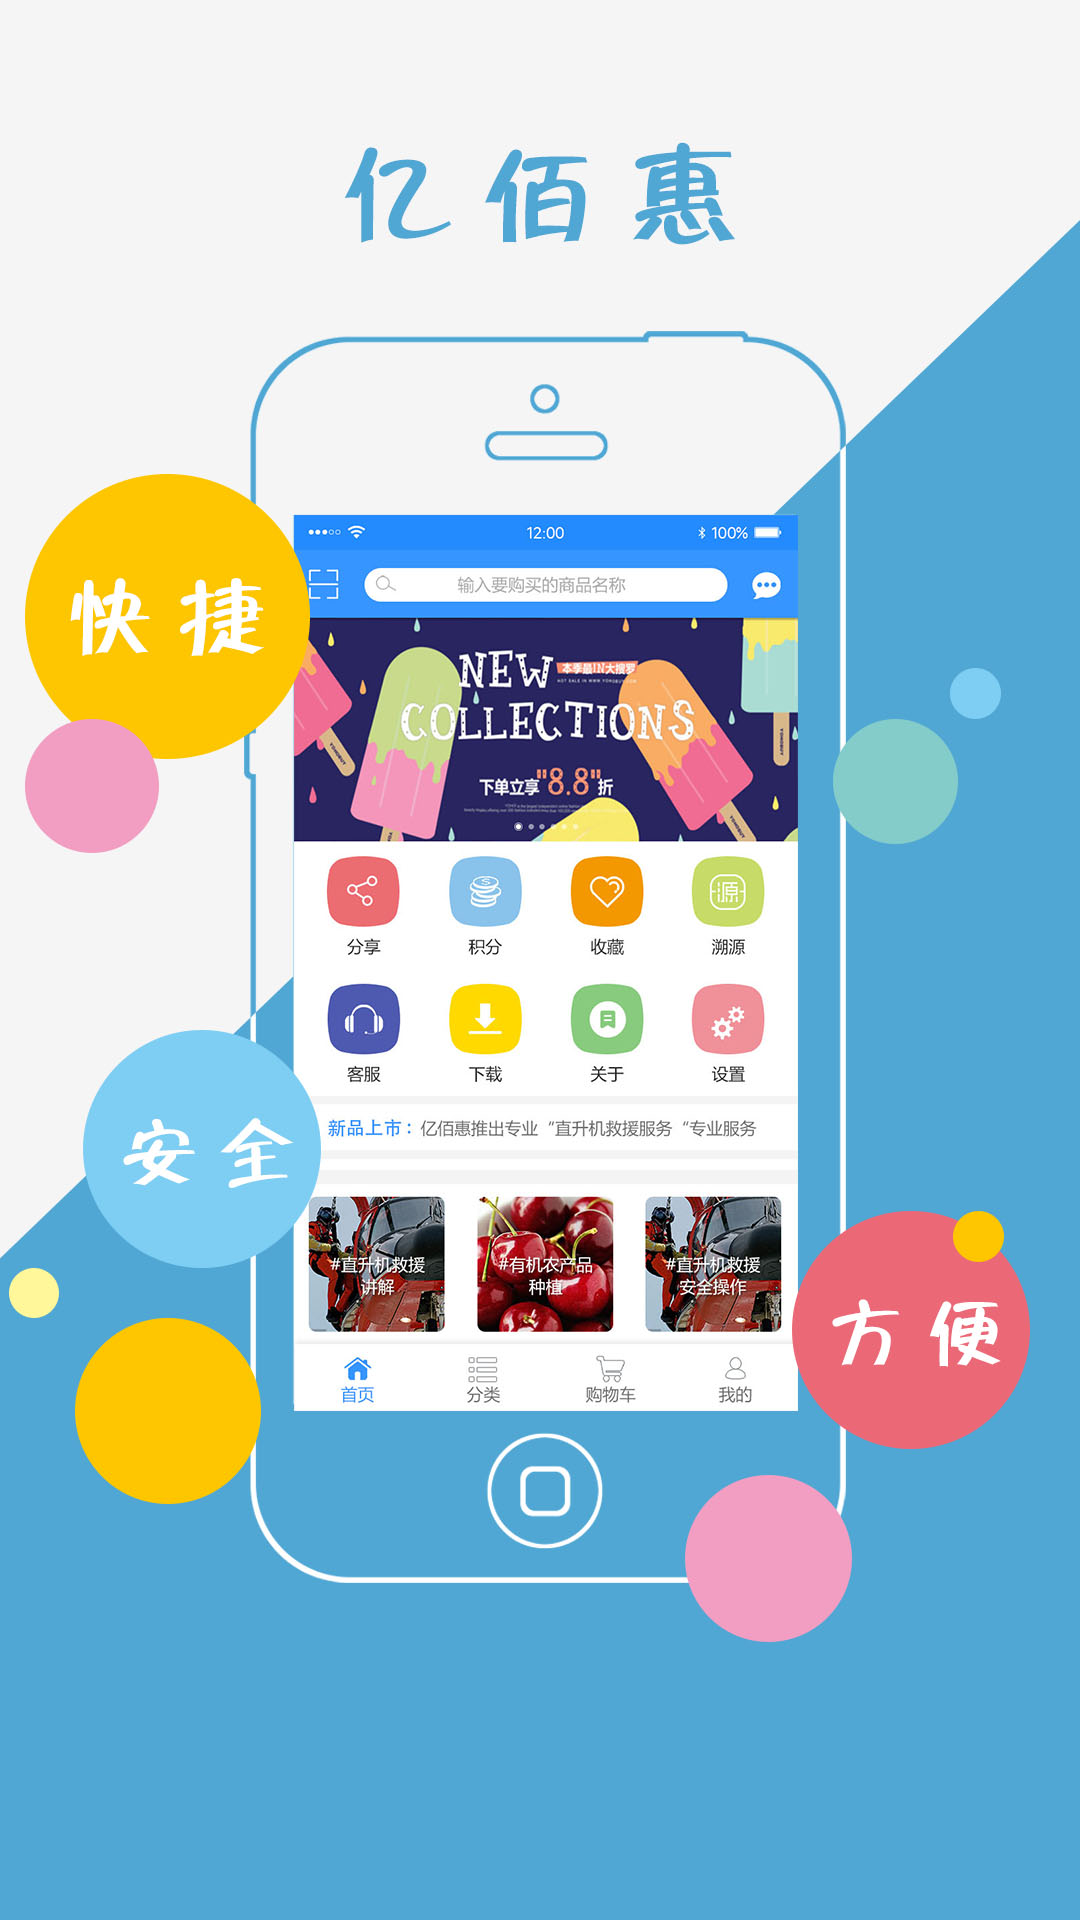 亿佰惠
快捷
12:00
100%
输入要购买的商品名称
NEW
本季最IN大搜罗
COLLECTIONS
下单立享"8.8"折
分享 积分 收藏 溯源
客服 下载 关于 设置
安全
新品上市：亿佰惠推出专业“直升机救援服务“专业服务
#直升机救援
讲解
#有机农产品
种植
#直升机救援
安全操作
方便
首页 分类 购物车 我的